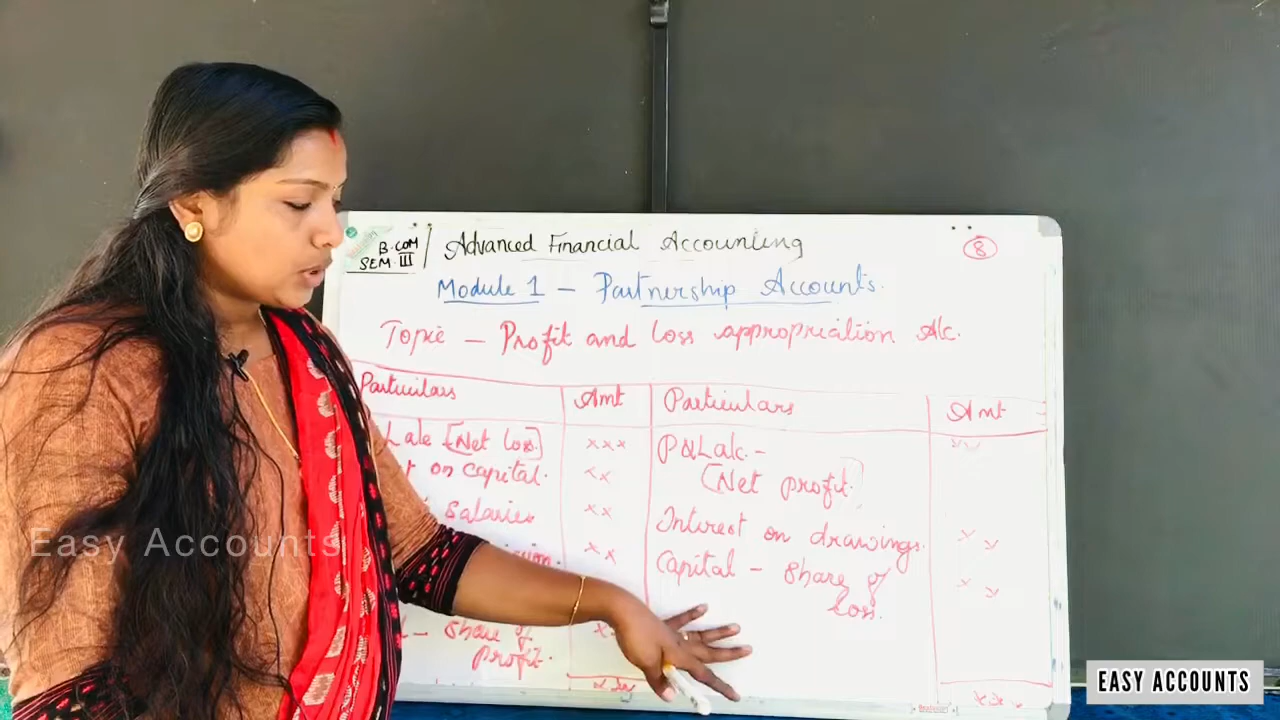 B.COM
SEM III
Advanced Financial Accounting
8
Module 1 - Partnership Accounts.
Topic - Profit and loss appropriation A/c.
Particulars Amt Particulars Amt
[Net loss] xxx P&L a/c. -
on capital. xx [Net profit]
Salaries xx Interest on drawings. xx
xx Capital - Share of xx
loss.
- Share of
profit.
Easy Accounts
EASY ACCOUNTS